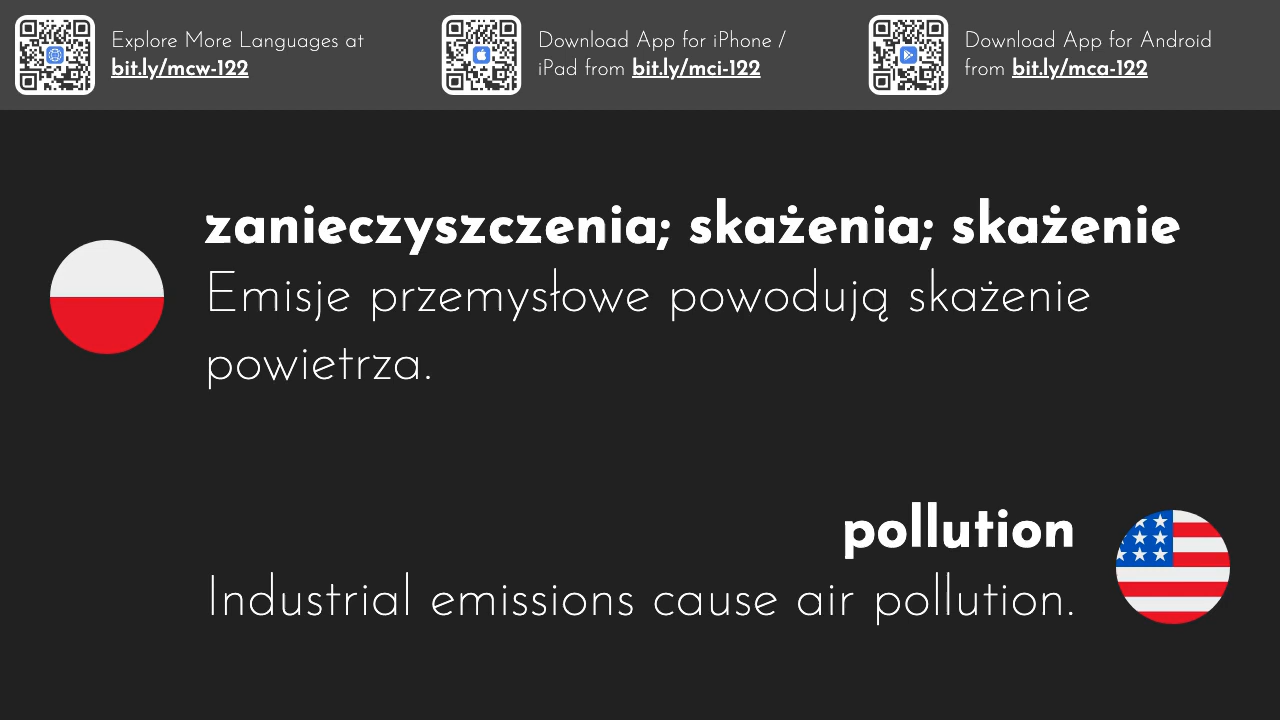 Explore More Languages at
bit.ly/mcw-122
Download App for iPhone /
iPad from bit.ly/mci-122
Download App for Android
from bit.ly/mca-122
zanieczyszczenia; skażenia; skażenie
Emisje przemysłowe powodują skażenie
powietrza.
pollution
Industrial emissions cause air pollution.